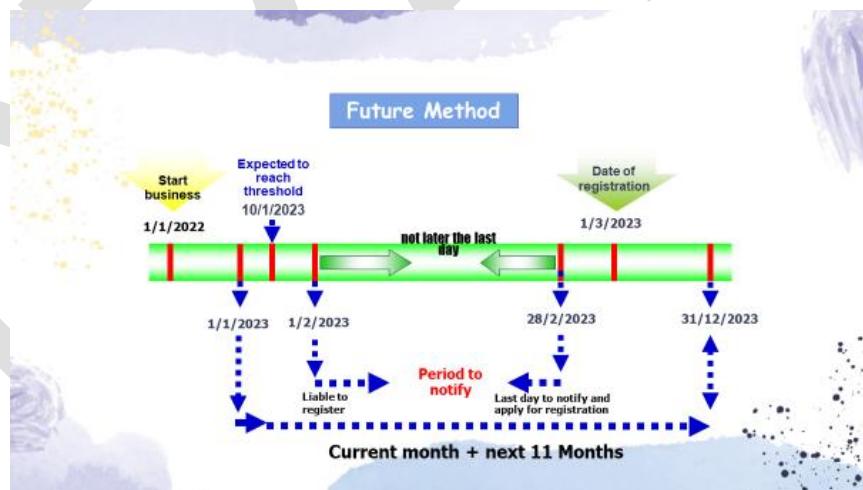 Future Method
Start
business
1/1/2022
Expected to
reach
threshold
10/1/2023
Date of
registration
1/3/2023
not later the last
day
1/1/2023
1/2/2023
28/2/2023
31/12/2023
Liable to
register
Period to
notify
Last day to notify and
apply for registration
Current month + next 11 Months